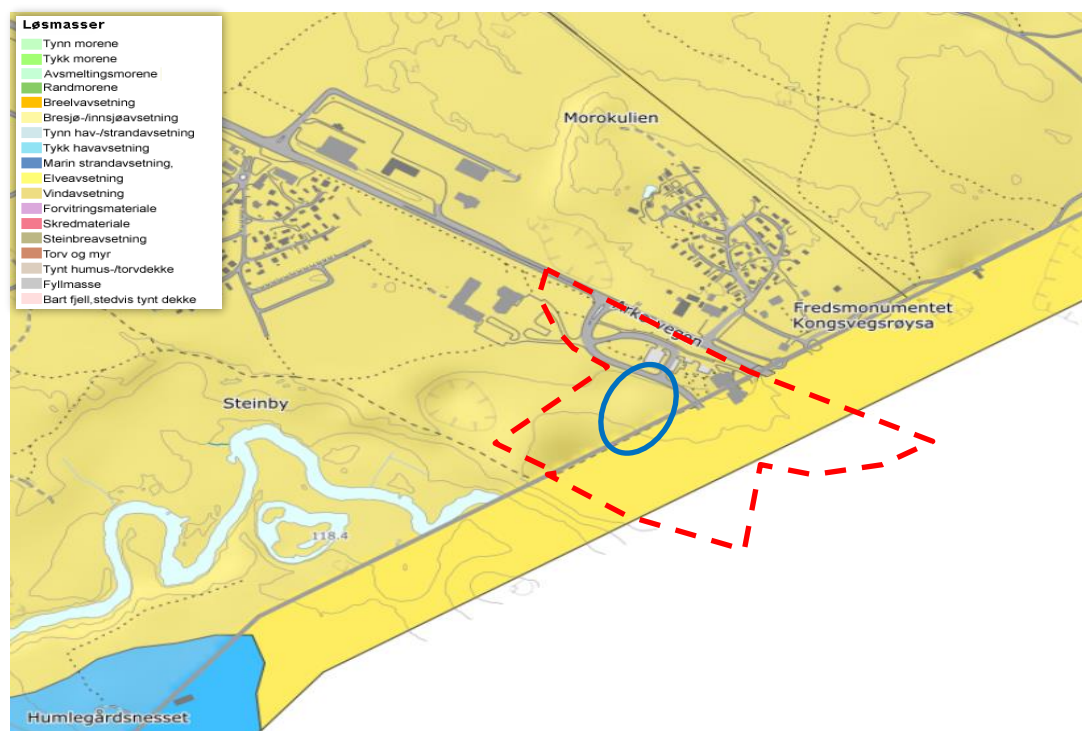 Løsmasser
Tynn morene
Tykk morene
Avsmeltingsmorene
Randmorene
Breelvavsetning
Bresjø-/innsjøavsetning
Tynn hav-/strandavsetning
Tykk havavsetning
Marin strandavsetning,
Elveavsetning
Vindavsetning
Forvitringsmateriale
Skredmateriale
Steinbreavsetning
Torv og myr
Tynt humus-/torvdekke
Fyllmasse
Bart fjell,stedvis tynt dekke
Morokulien
Fredsmonumentet
Kongsvegsrøysa
Steinby
118.4
Humlegårdsnesset